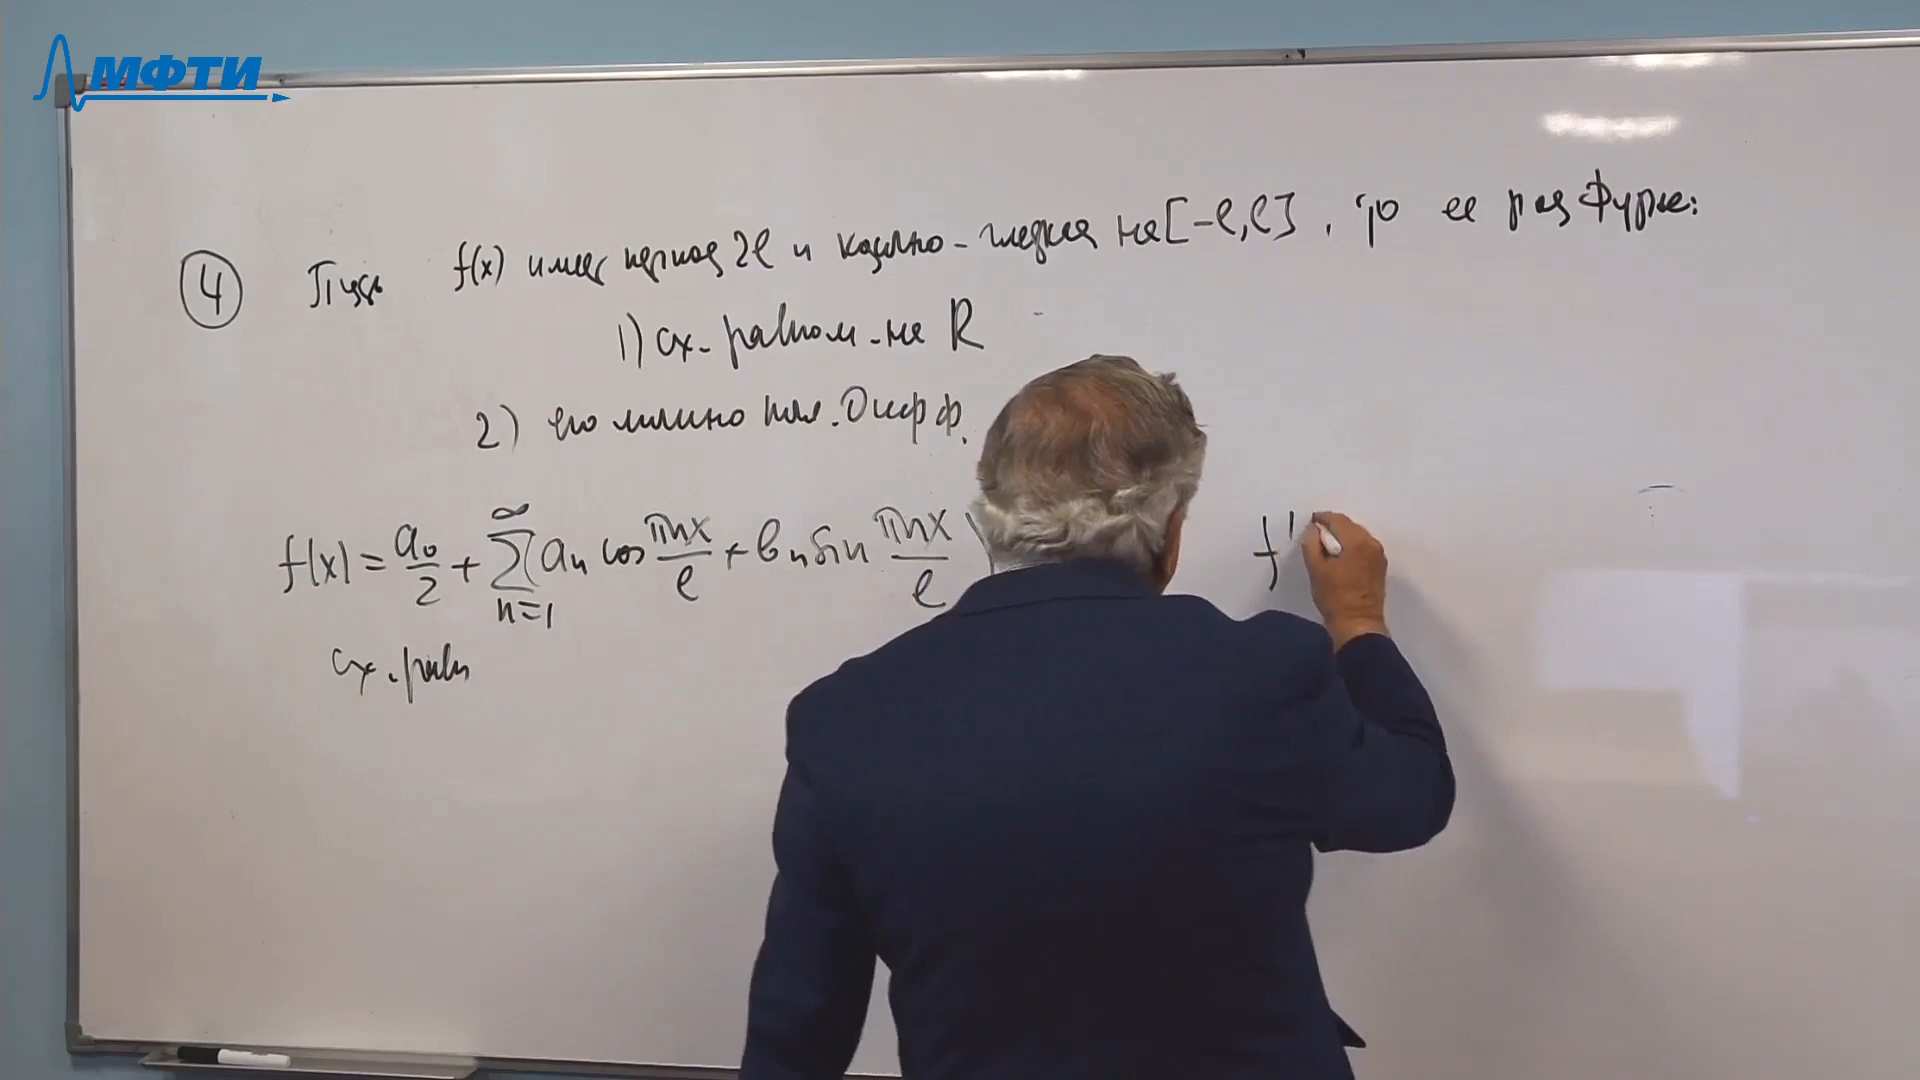 МФТИ
④ Пусть f(x) имеет период 2l и кусочно-гладкая на [-l, l], то ее ряд Фурье:
1) сх. равном. на R
2) его можно поч. дифф.
f(x) = a₀/2 + ∑_{n=1}^{∞} (aₙ cos πnx/l + bₙ sin πnx/l) f'
сх. равн